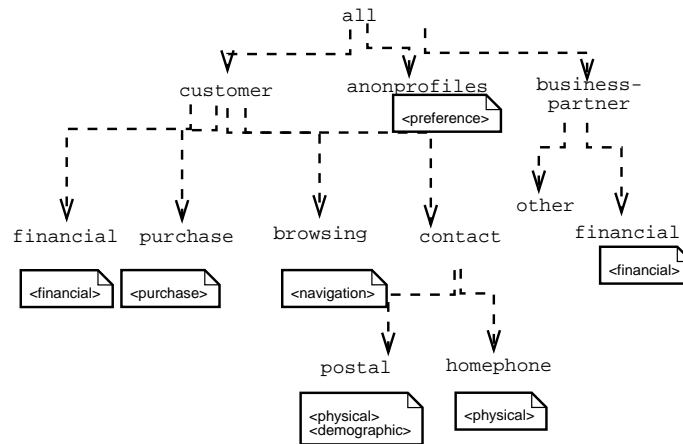 all
customer
anonprofiles
business-
partner
<preference>
other
financial
purchase
browsing
contact
financial
<financial>
<purchase>
<navigation>
<financial>
postal
homephone
<physical>
<demographic>
<physical>